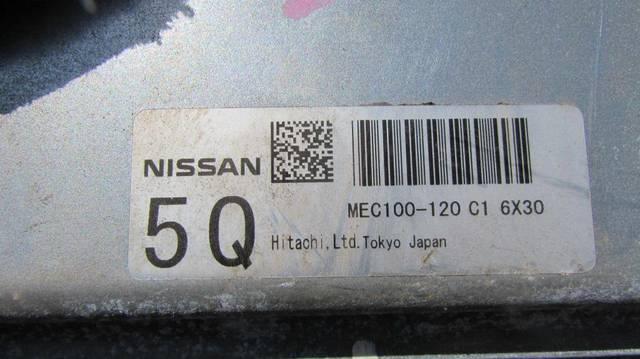 NISSAN
MEC100-120 C1 6X30
5Q
Hitachi,Ltd.Tokyo Japan